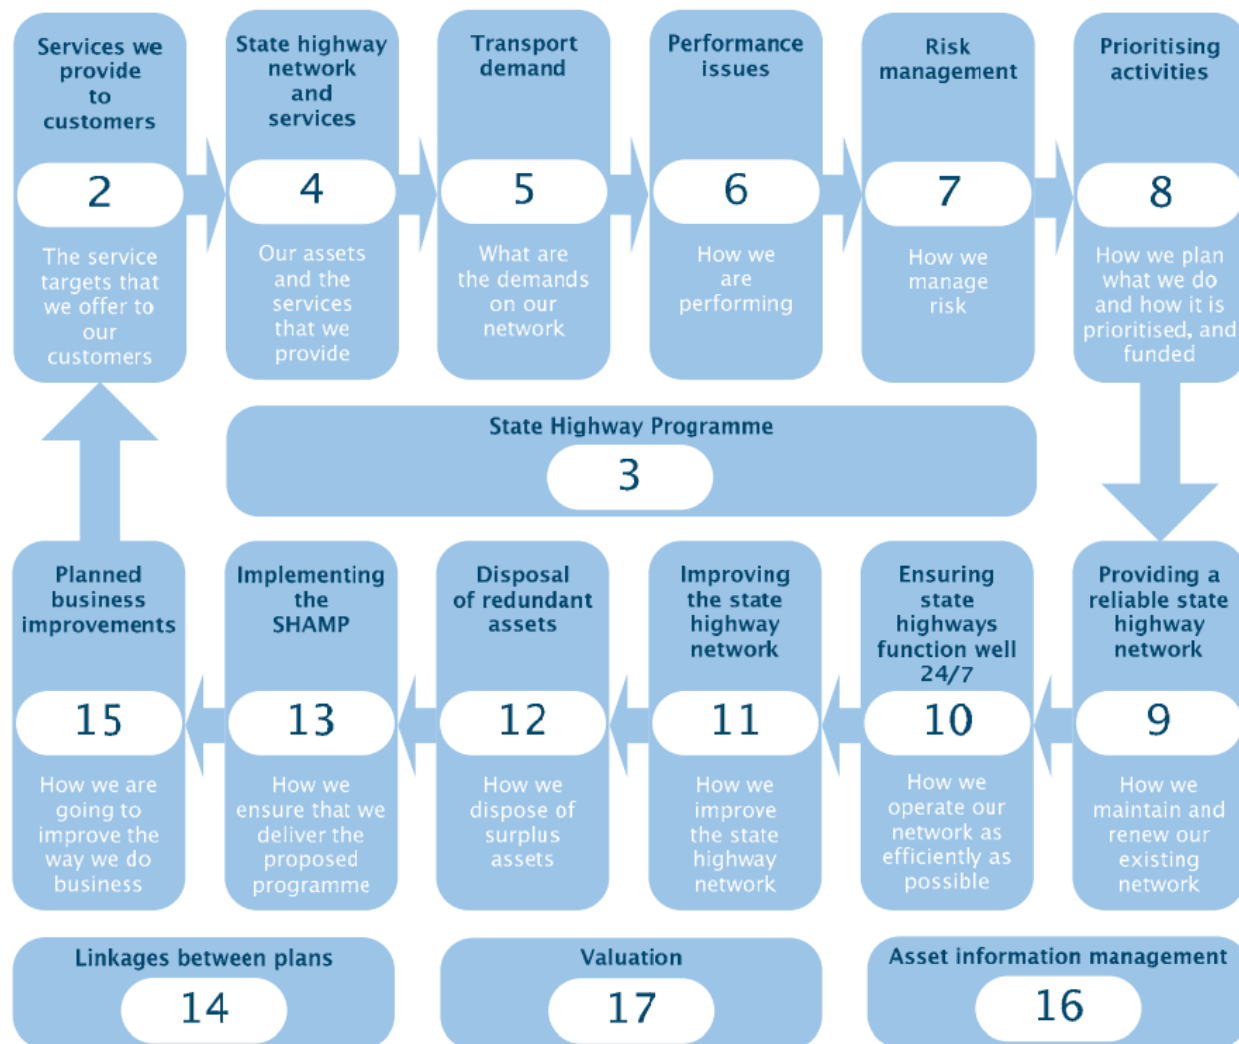 Services we
provide
to
customers
2
The service
targets that
we offer to
our
customers
State highway
network
and
services
4
Our assets
and the
services
that we
provide
Transport
demand
5
What are
the demands
on our
network
Performance
issues
6
How we
are
performing
Risk
management
7
How we
manage
risk
Prioritising
activities
8
How we plan
what we do
and how it is
prioritised, and
funded
State Highway Programme
3
Planned
business
improvements
15
How we are
going to
improve the
way we do
business
Implementing
the
SHAMP
13
How we
ensure that we
deliver the
proposed
programme
Disposal
of redundant
assets
12
How we
dispose of
surplus
assets
Improving
the state
highway
network
11
How we
improve
the state
highway
network
Ensuring
state
highways
function well
24/7
10
How we
operate our
network as
efficiently as
possible
Providing a
reliable state
highway
network
9
How we
maintain and
renew our
existing
network
Linkages between plans
14
Valuation
17
Asset information management
16